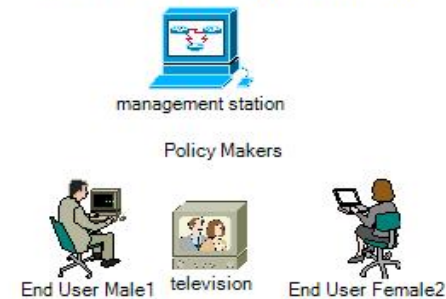 management station
Policy Makers
End User Male1
television
End User Female2